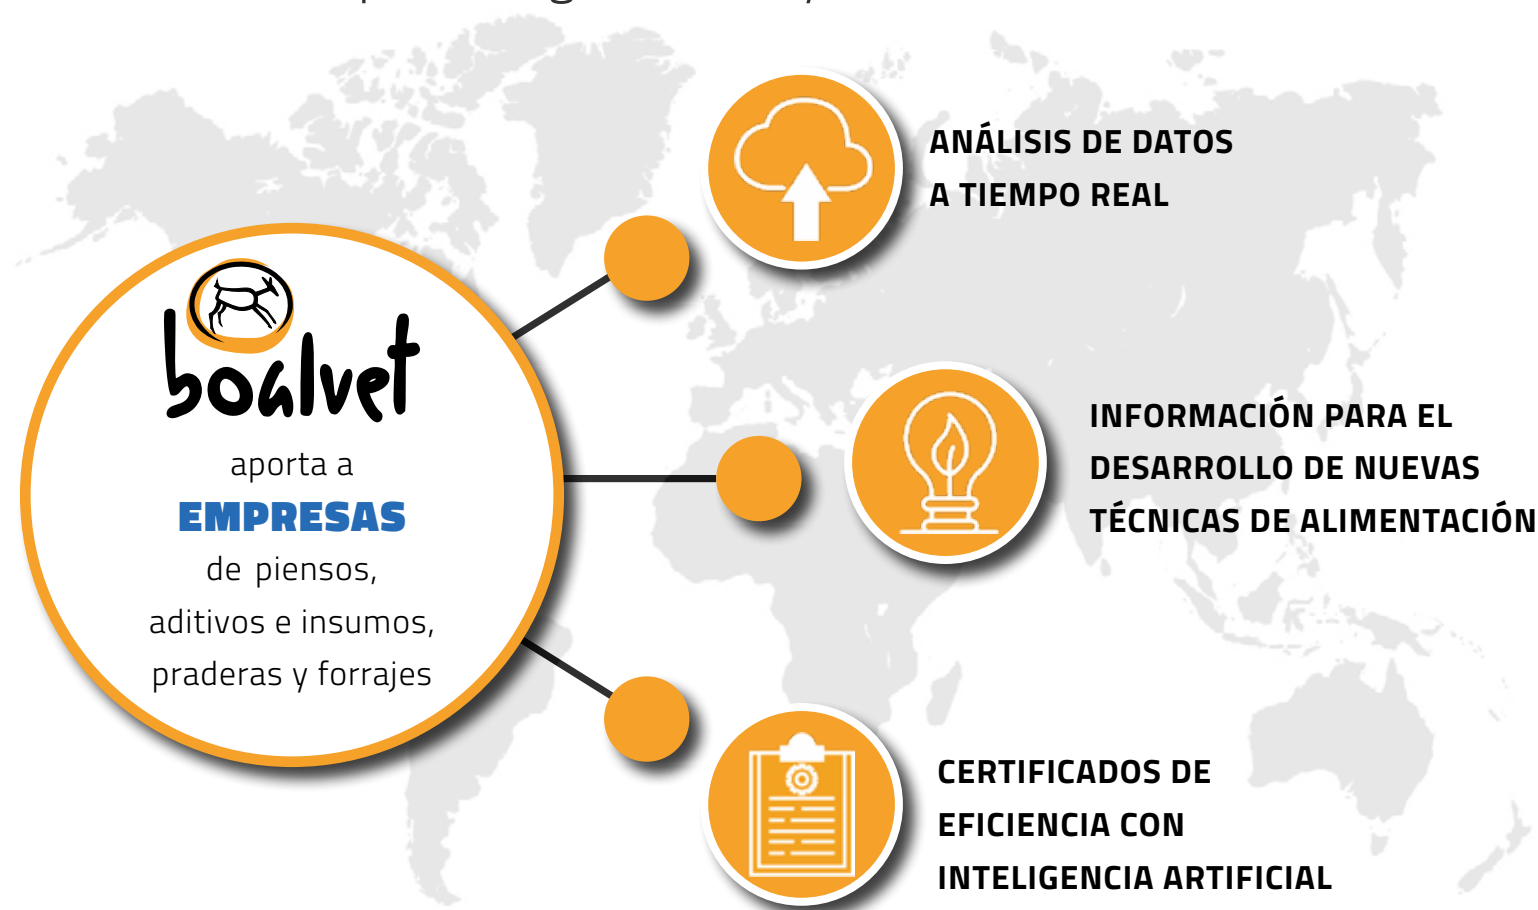 boalvet
aporta a
EMPRESAS
de piensos,
aditivos e insumos,
praderas y forrajes
ANÁLISIS DE DATOS
A TIEMPO REAL
INFORMACIÓN PARA EL
DESARROLLO DE NUEVAS
TÉCNICAS DE ALIMENTACIÓN
CERTIFICADOS DE
EFICIENCIA CON
INTELIGENCIA ARTIFICIAL